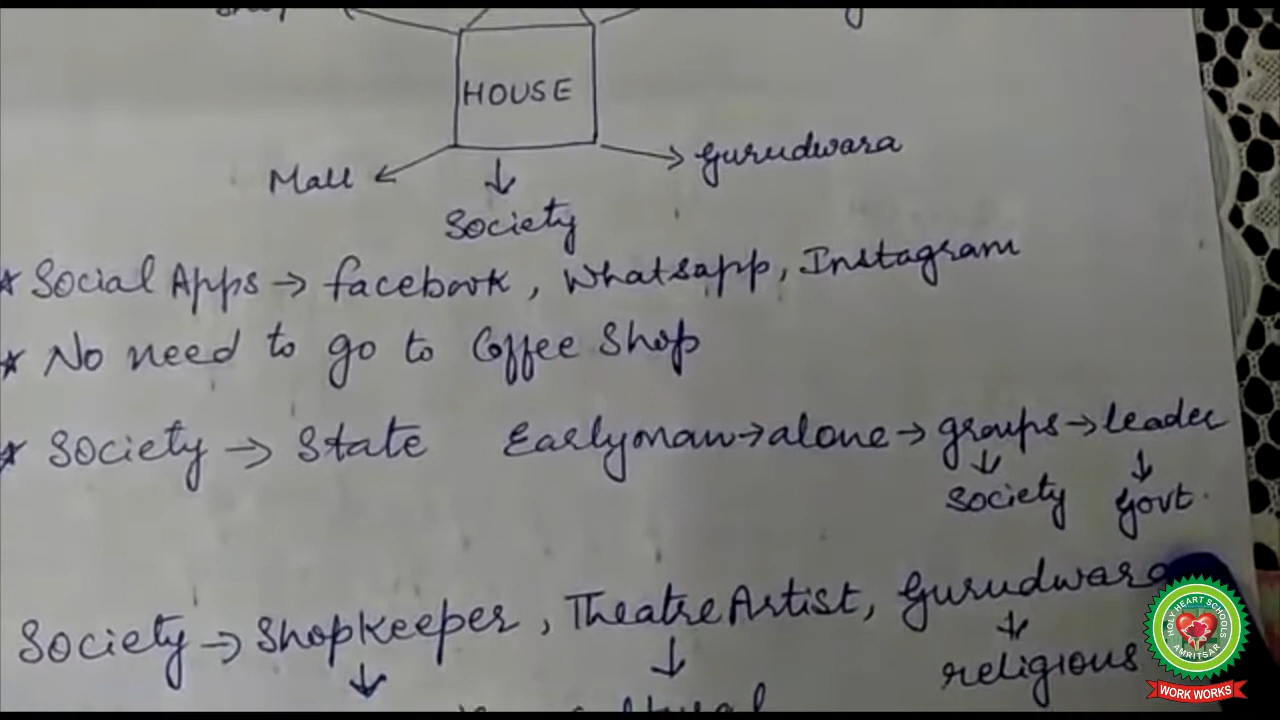 HOUSE
Mall
Gurudwara
Society
* Social Apps → facebook, Whatsapp, Instagram
* No need to go to Coffee Shop
* Society → State Earlyman → alone → groups → leader
↓ ↓
Society Govt.
Society → Shopkeeper, Theatre Artist, Gurudwara
↓ ↓ ↓
religious
HOLY HEART SCHOOLS
AMRITSAR
WORK WORKS